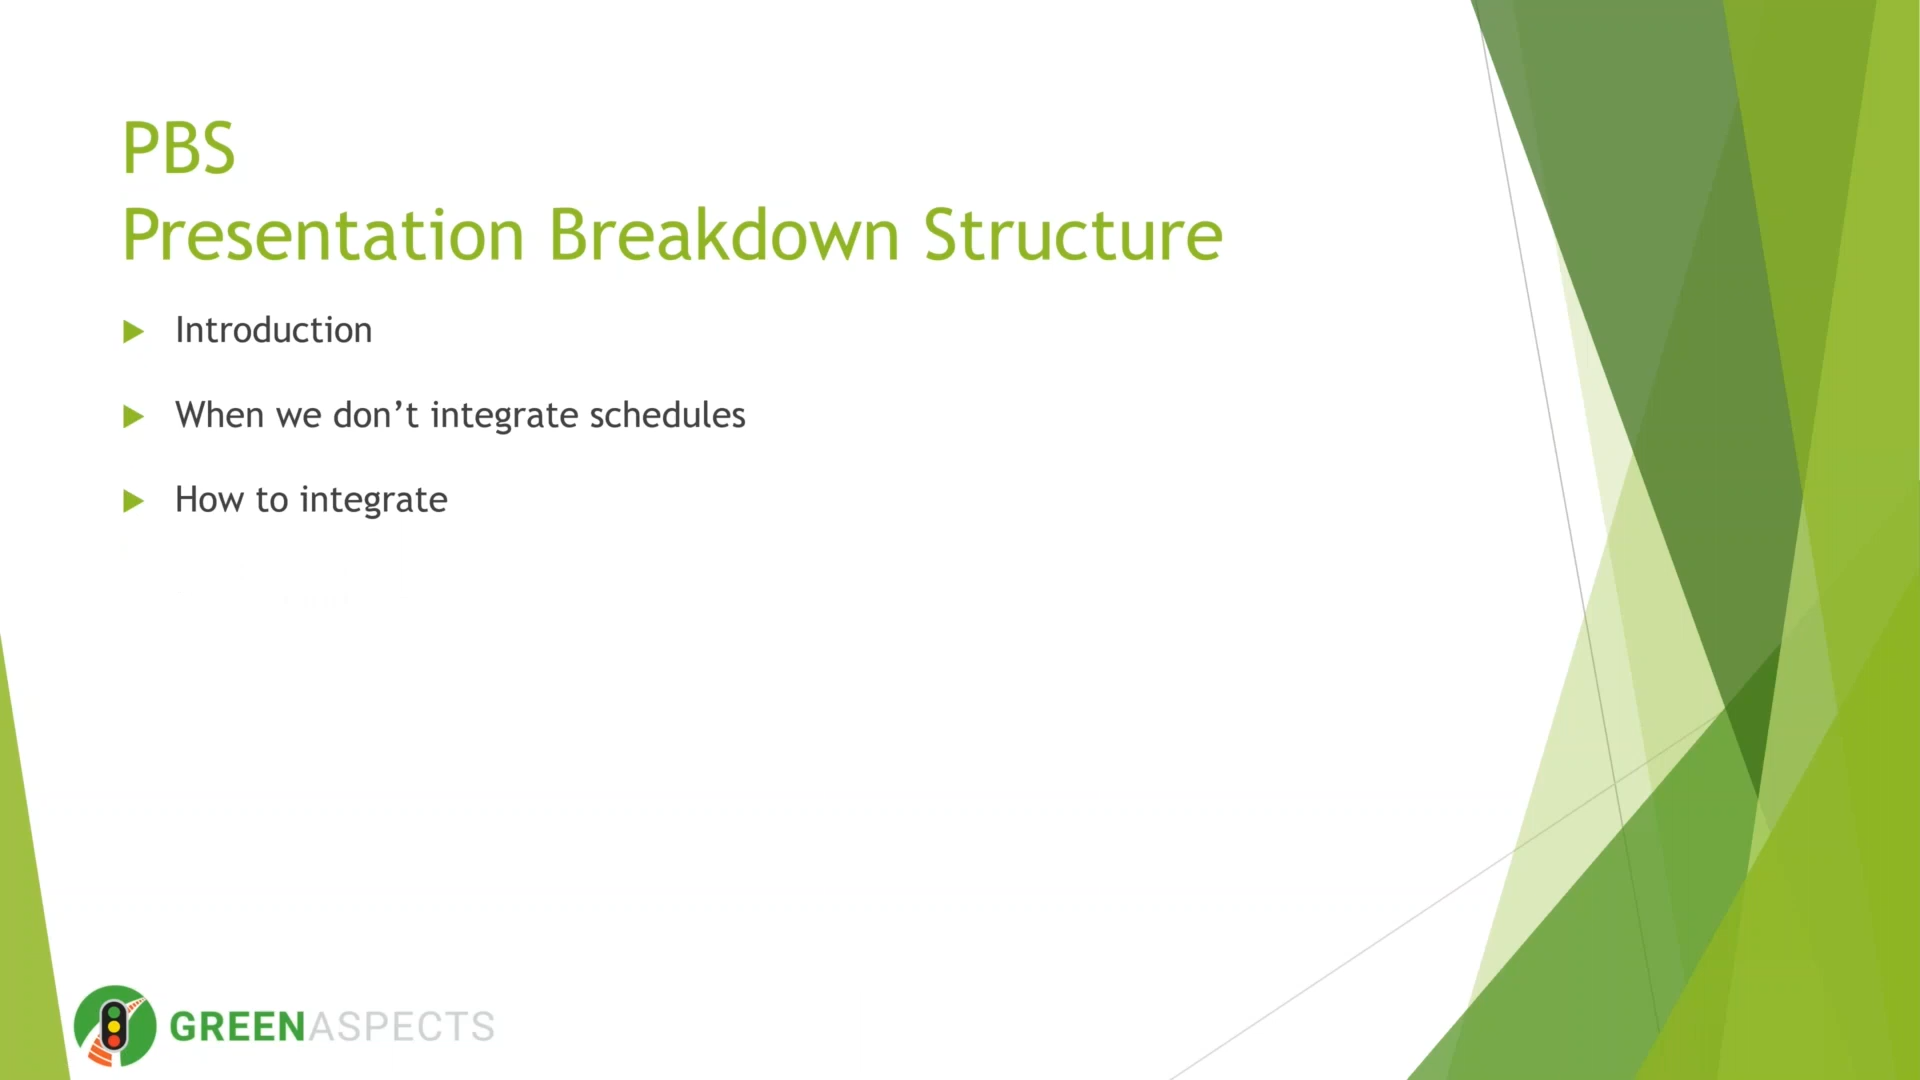 PBS
Presentation Breakdown Structure
Introduction
When we don’t integrate schedules
How to integrate
GREENASPECTS